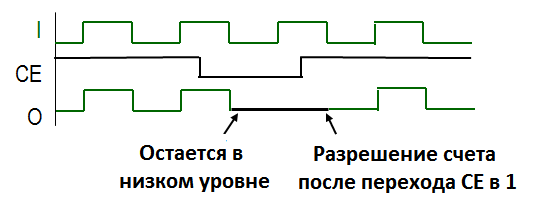 I
CE
O
Остается в
низком уровне
Разрешение счета
после перехода CE в 1